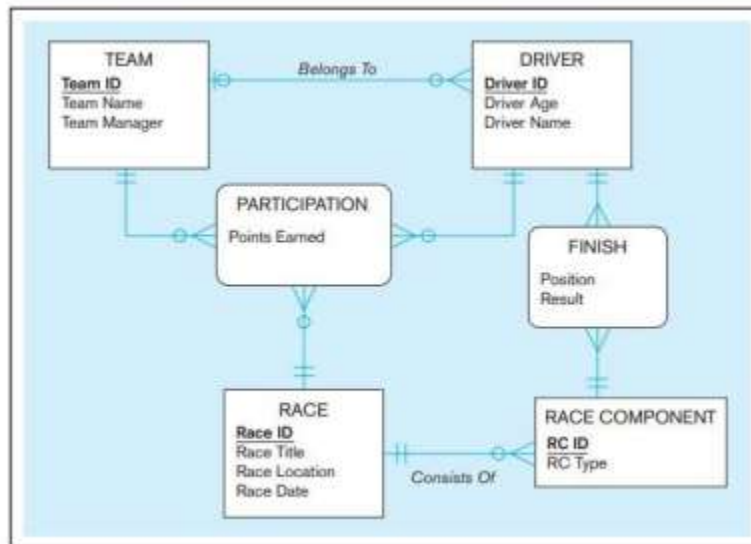 TEAM
Team ID
Team Name
Team Manager
Belongs To
DRIVER
Driver ID
Driver Age
Driver Name
PARTICIPATION
Points Earned
FINISH
Position
Result
RACE
Race ID
Race Title
Race Location
Race Date
Consists Of
RACE COMPONENT
RC ID
RC Type